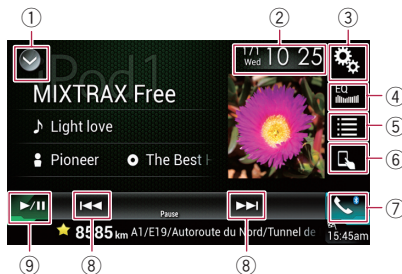 ① ② ③
iPod1
1/1 Wed 10 25
MIXTRAX Free
EQ ④
Light love
⑤
Pioneer The Best H
⑥
Pause
⑦
8585 km A1/E19/Autoroute du Nord/Tunnel de
15:45am
⑨ ⑧ ⑧